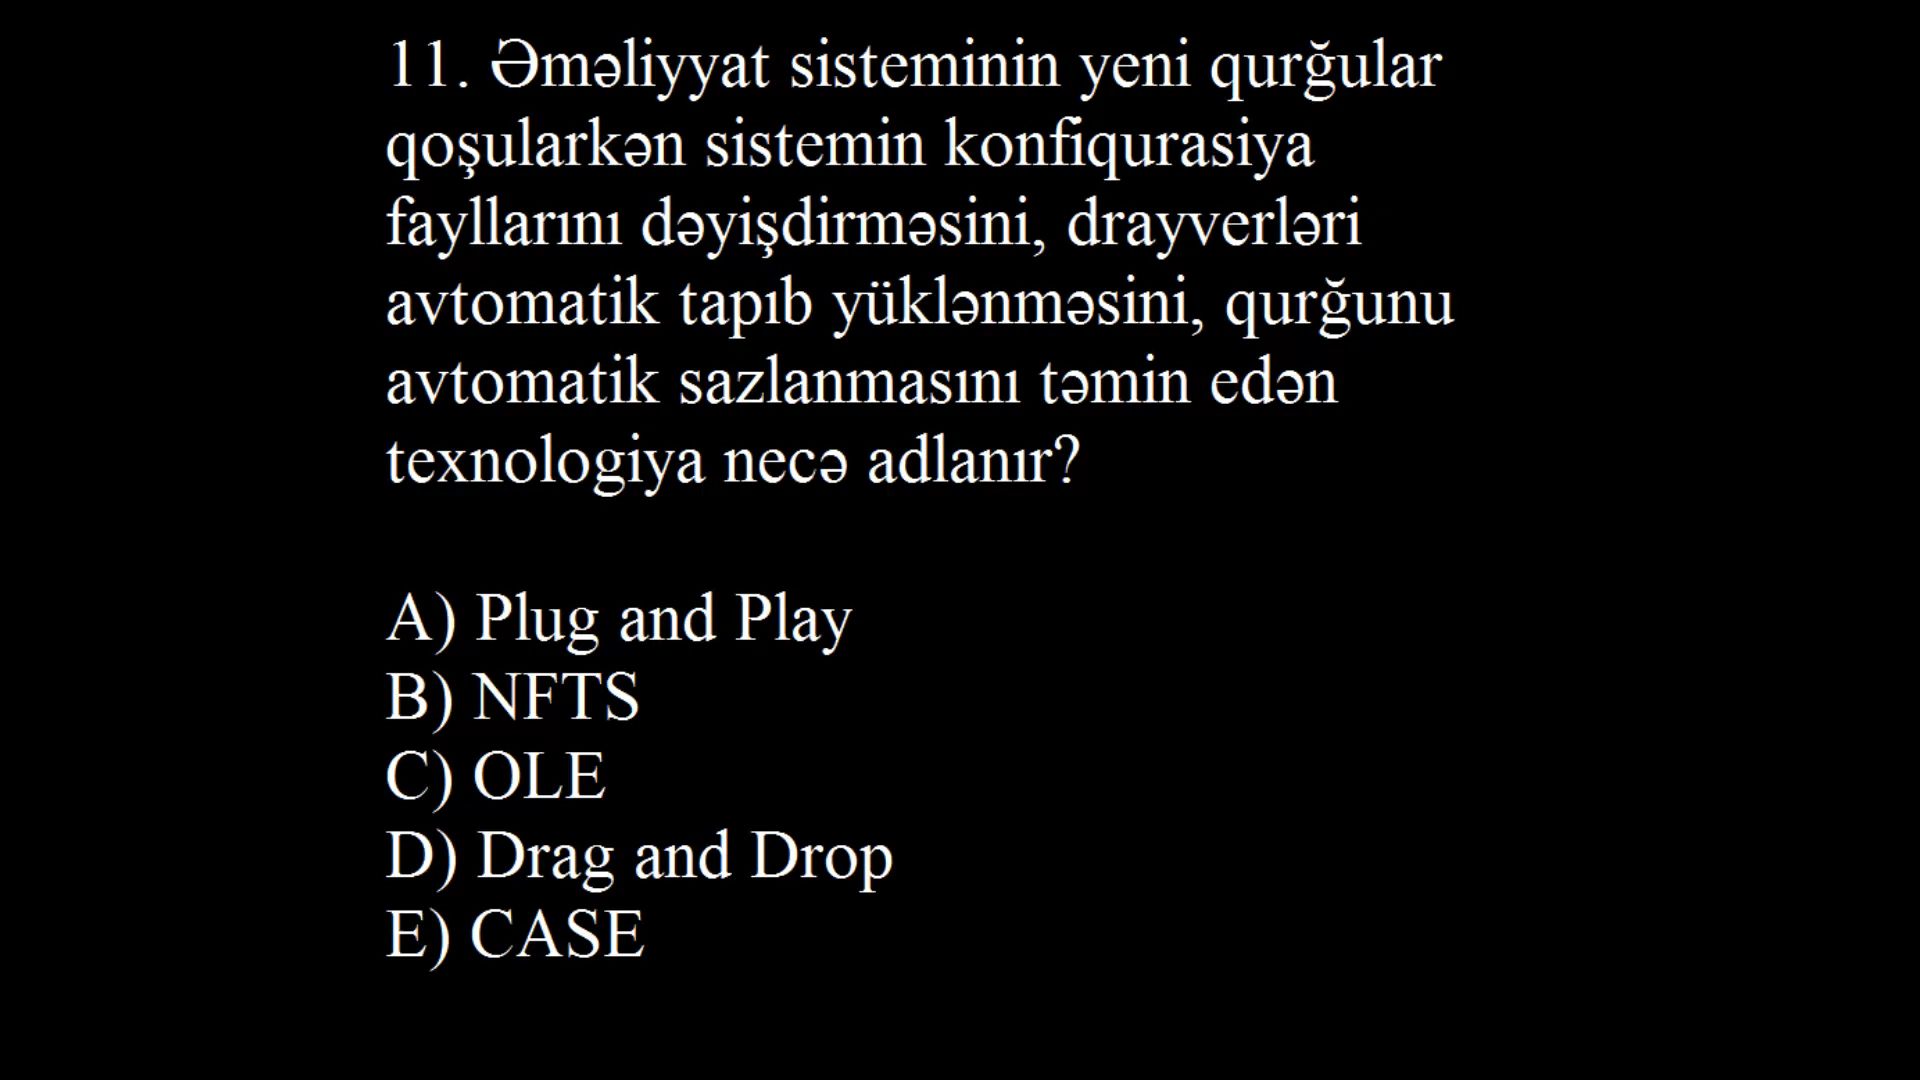 11. Əməliyyat sisteminin yeni qurğular
qoşularkən sistemin konfiqurasiya
fayllarını dəyişdirməsini, drayverləri
avtomatik tapıb yüklənməsini, qurğunu
avtomatik sazlanmasını təmin edən
texnologiya necə adlanır?
A) Plug and Play
B) NFTS
C) OLE
D) Drag and Drop
E) CASE